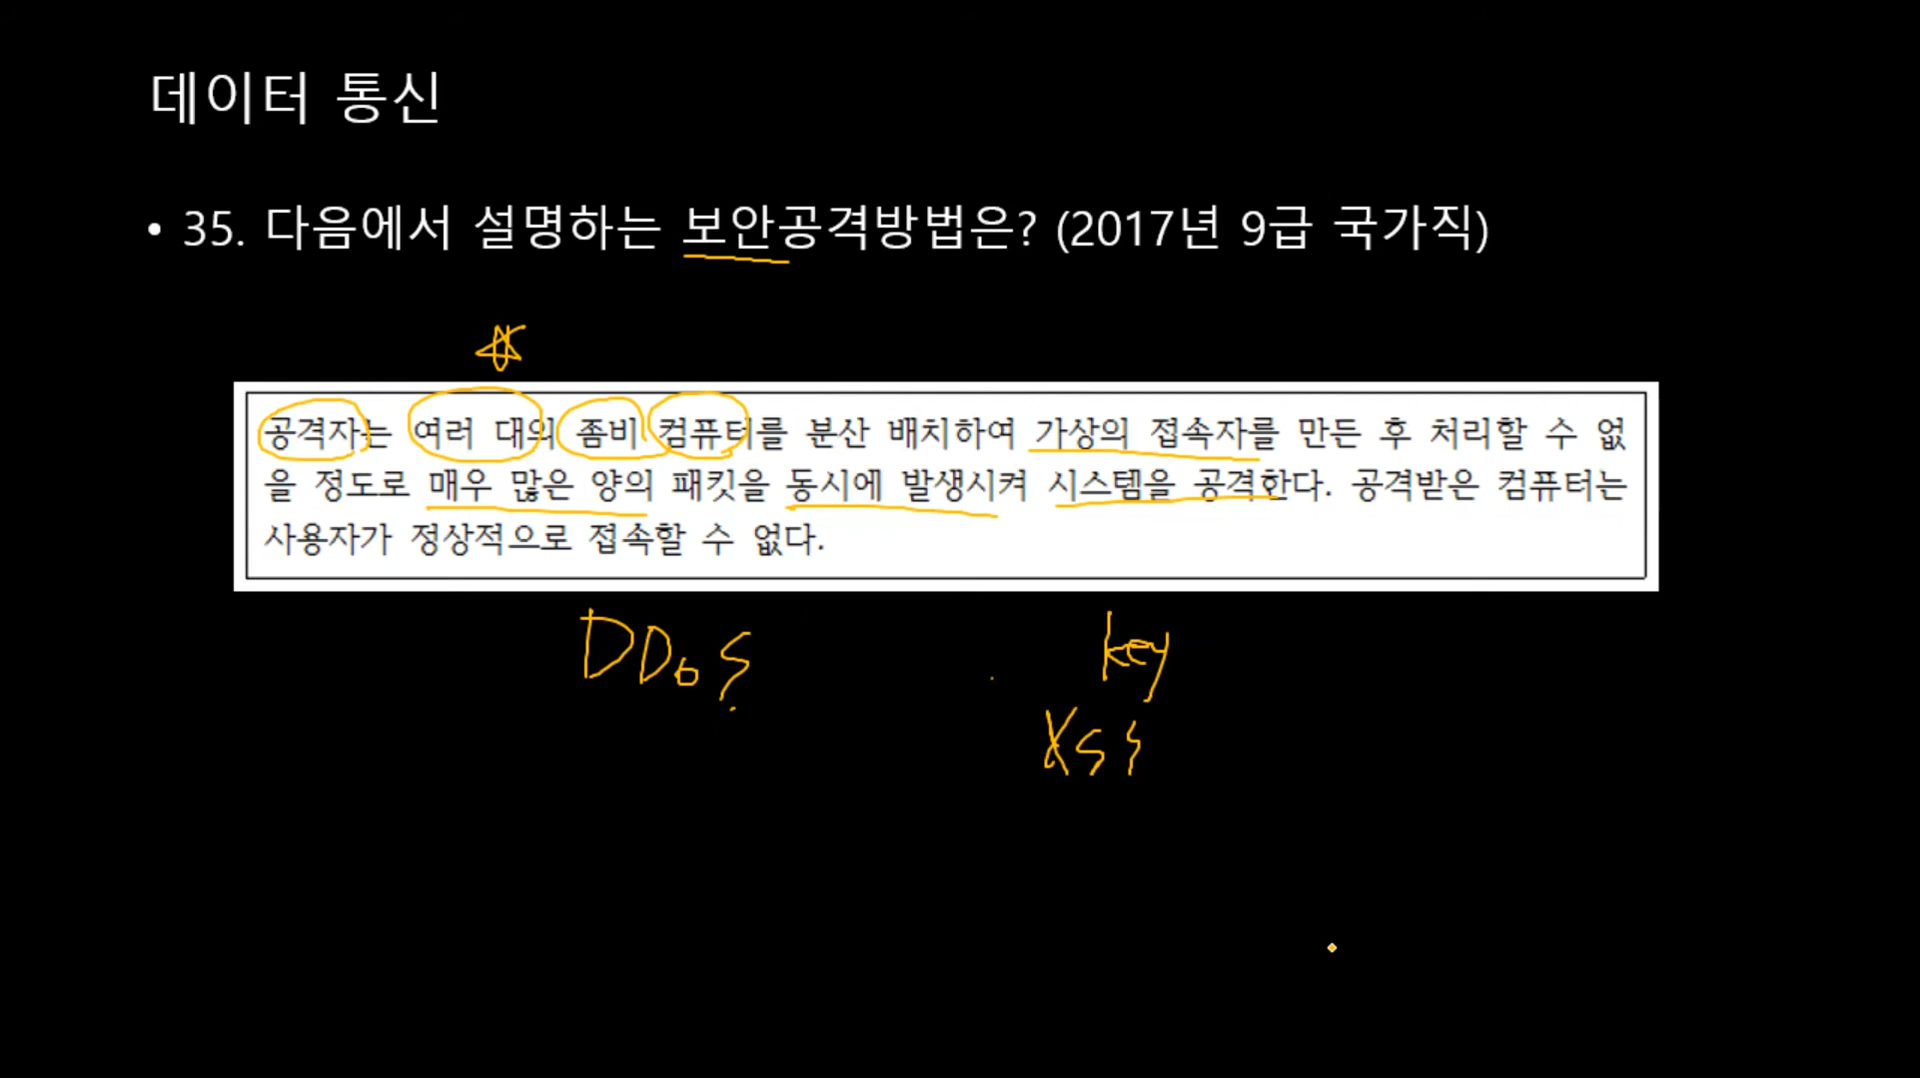 데이터 통신
• 35. 다음에서 설명하는 보안공격방법은? (2017년 9급 국가직)
공격자는 여러 대의 좀비 컴퓨터를 분산 배치하여 가상의 접속자를 만든 후 처리할 수 없
을 정도로 매우 많은 양의 패킷을 동시에 발생시켜 시스템을 공격한다. 공격받은 컴퓨터는
사용자가 정상적으로 접속할 수 없다.
DDoS
key
XSS